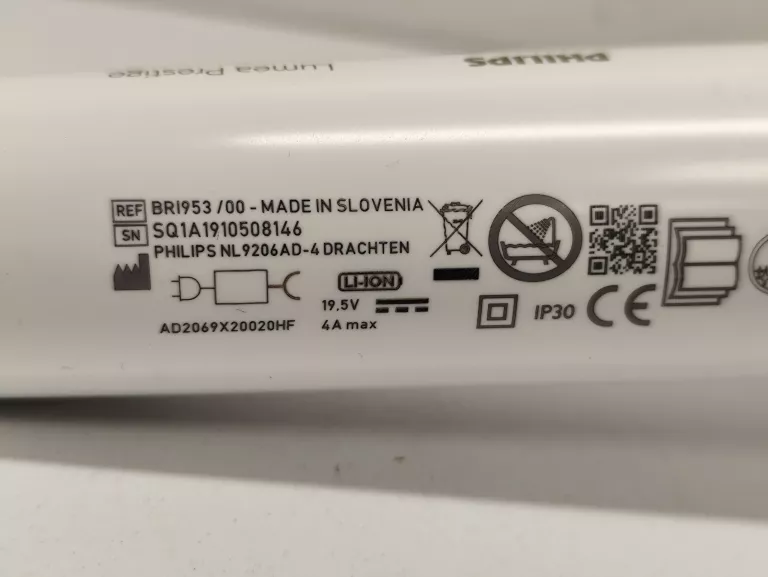 Lumea Prestige
PHILIPS
REF BRI953 /00 - MADE IN SLOVENIA
SN SQ1A1910508146
PHILIPS NL9206AD-4 DRACHTEN
LI-ION
19.5V
AD2069X20020HF
4A max
IP30
CE